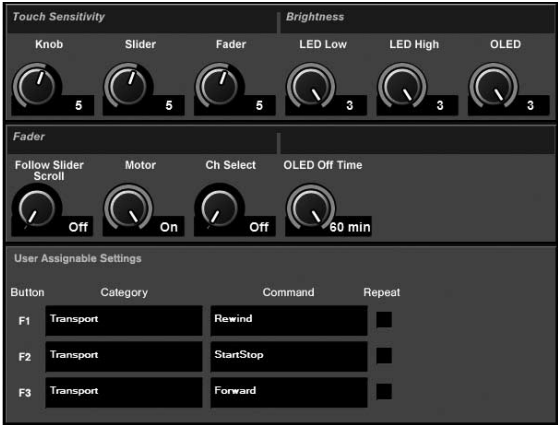 Touch Sensitivity Brightness
Knob Slider Fader LED Low LED High OLED
5 5 5 3 3 3
Fader
Follow Slider Scroll Motor Ch Select OLED Off Time
Off On Off 60 min
User Assignable Settings
Button Category Command Repeat
F1 Transport Rewind
F2 Transport StartStop
F3 Transport Forward